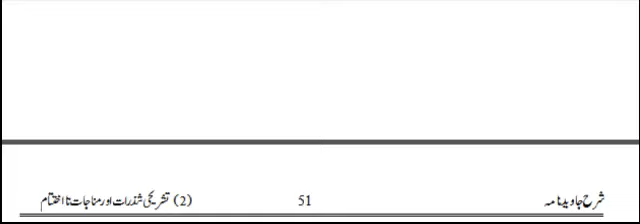 شرح جاوید نامہ 51 (2) تشریحی شذرات اور مناجات تا اختتام